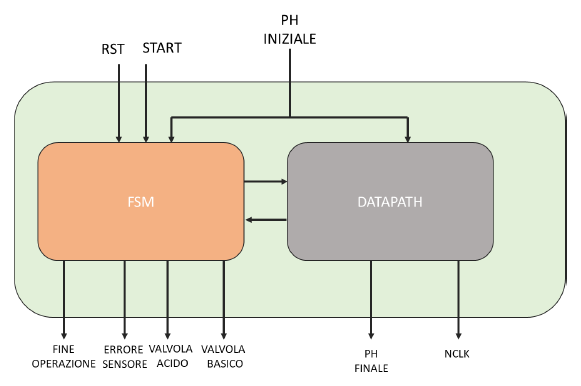 PH
INIZIALE
RST
START
FSM
DATAPATH
FINE
OPERAZIONE
ERRORE
SENSORE
VALVOLA
ACIDO
VALVOLA
BASICO
PH
FINALE
NCLK